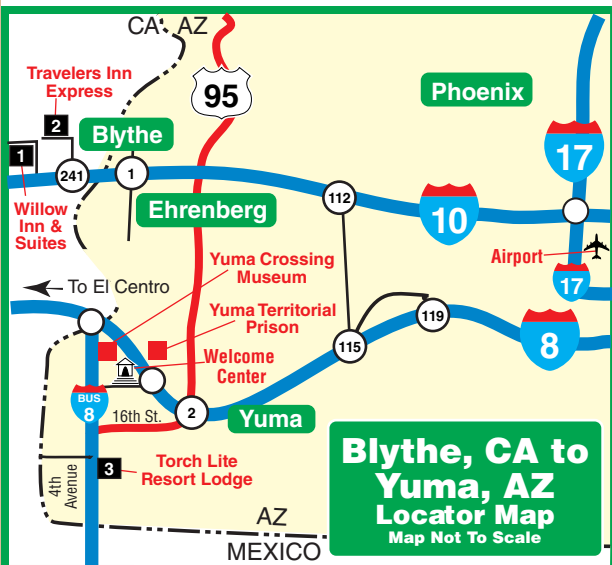 CA AZ
Travelers Inn
Express
95
Phoenix
2
Blythe
17
1
241
1
112
Willow
Inn &
Suites
Ehrenberg
10
Airport
Yuma Crossing
Museum
17
To El Centro
Yuma Territorial
Prison
119
115
8
Welcome
Center
BUS
8
16th St.
2
Yuma
4th
Avenue
3
Torch Lite
Resort Lodge
Blythe, CA to
Yuma, AZ
Locator Map
Map Not To Scale
AZ
MEXICO